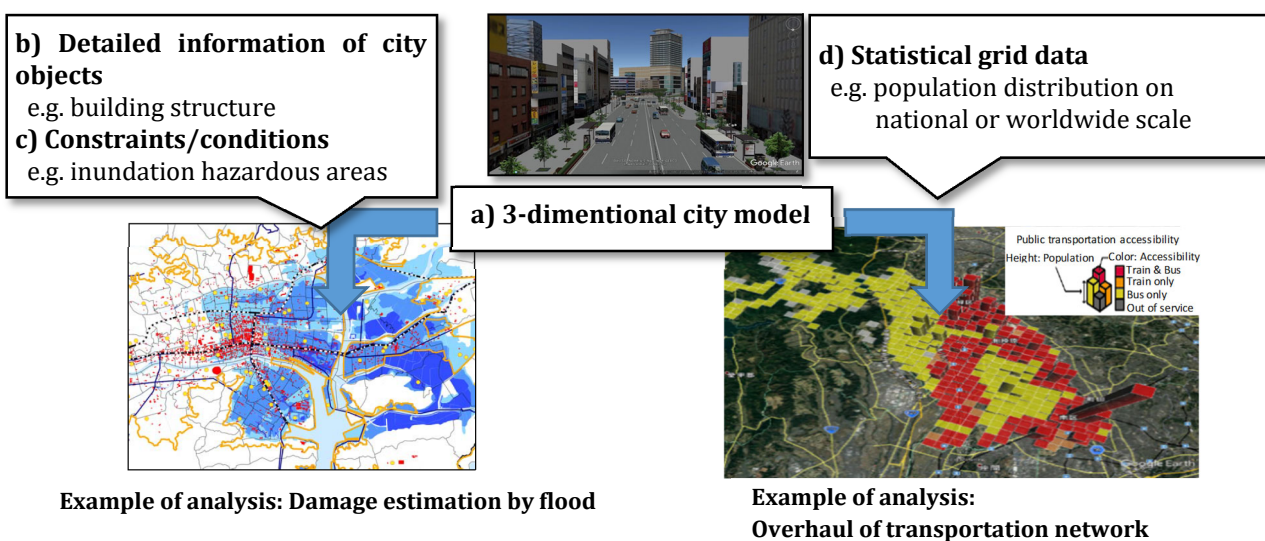 b) Detailed information of city
objects
e.g. building structure
c) Constraints/conditions
e.g. inundation hazardous areas
Google Earth
d) Statistical grid data
e.g. population distribution on
national or worldwide scale
a) 3-dimentional city model
Public transportation accessibility
Height: Population
Color: Accessibility
Train & Bus
Train only
Bus only
Out of service
Google Earth
Example of analysis: Damage estimation by flood
Example of analysis:
Overhaul of transportation network